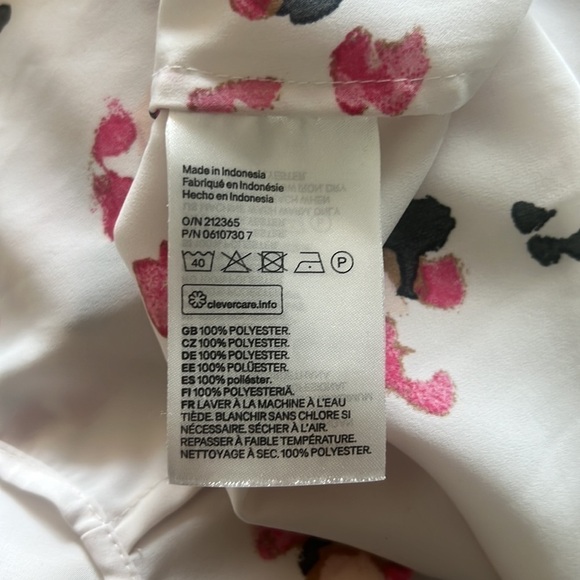 Made in Indonesia
Fabriqué en Indonésie
Hecho en Indonesia
O/N 212365
P/N 0610730 7
40 P
clevercare.info
GB 100% POLYESTER.
CZ 100% POLYESTER.
DE 100% POLYESTER.
EE 100% POLÜESTER.
ES 100% poliéster.
FI 100% POLYESTERIÄ.
FR LAVER À LA MACHINE À L'EAU
TIÈDE. BLANCHIR SANS CHLORE SI
NÉCESSAIRE. SÉCHER À L'AIR.
REPASSER À FAIBLE TEMPÉRATURE.
NETTOYAGE À SEC. 100% POLYESTER